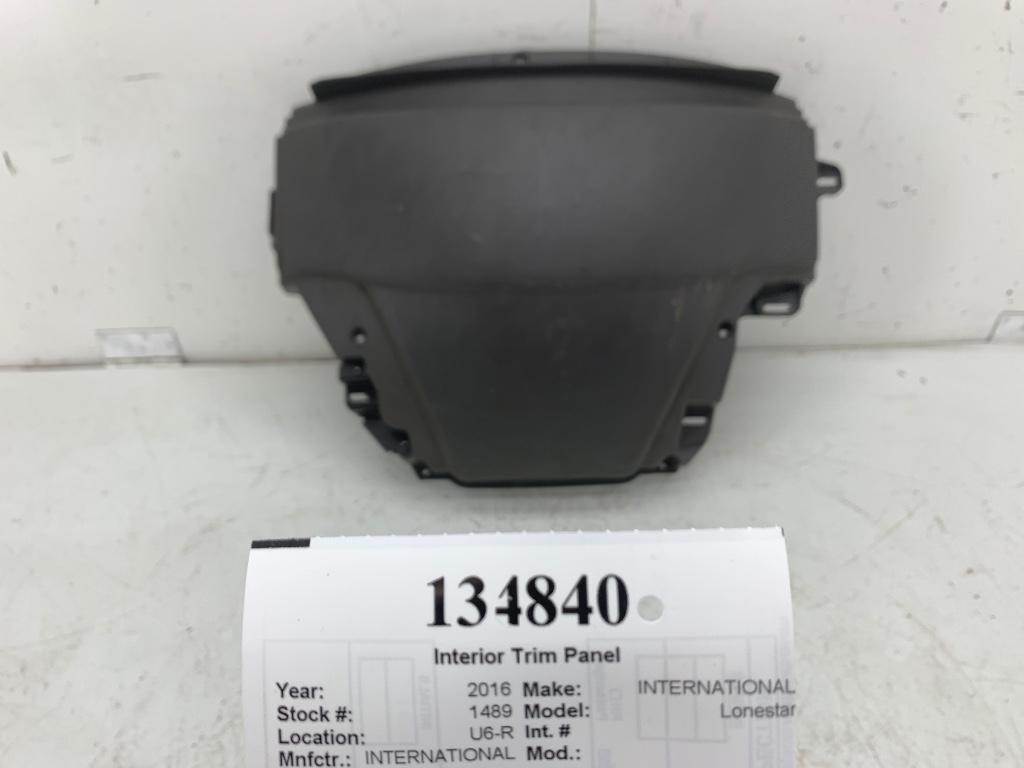 134840
Interior Trim Panel
Year: 2016 Make: INTERNATIONAL
Stock #: 1489 Model: Lonestar
Location: U6-R Int. #
Mnfctr.: INTERNATIONAL Mod.: